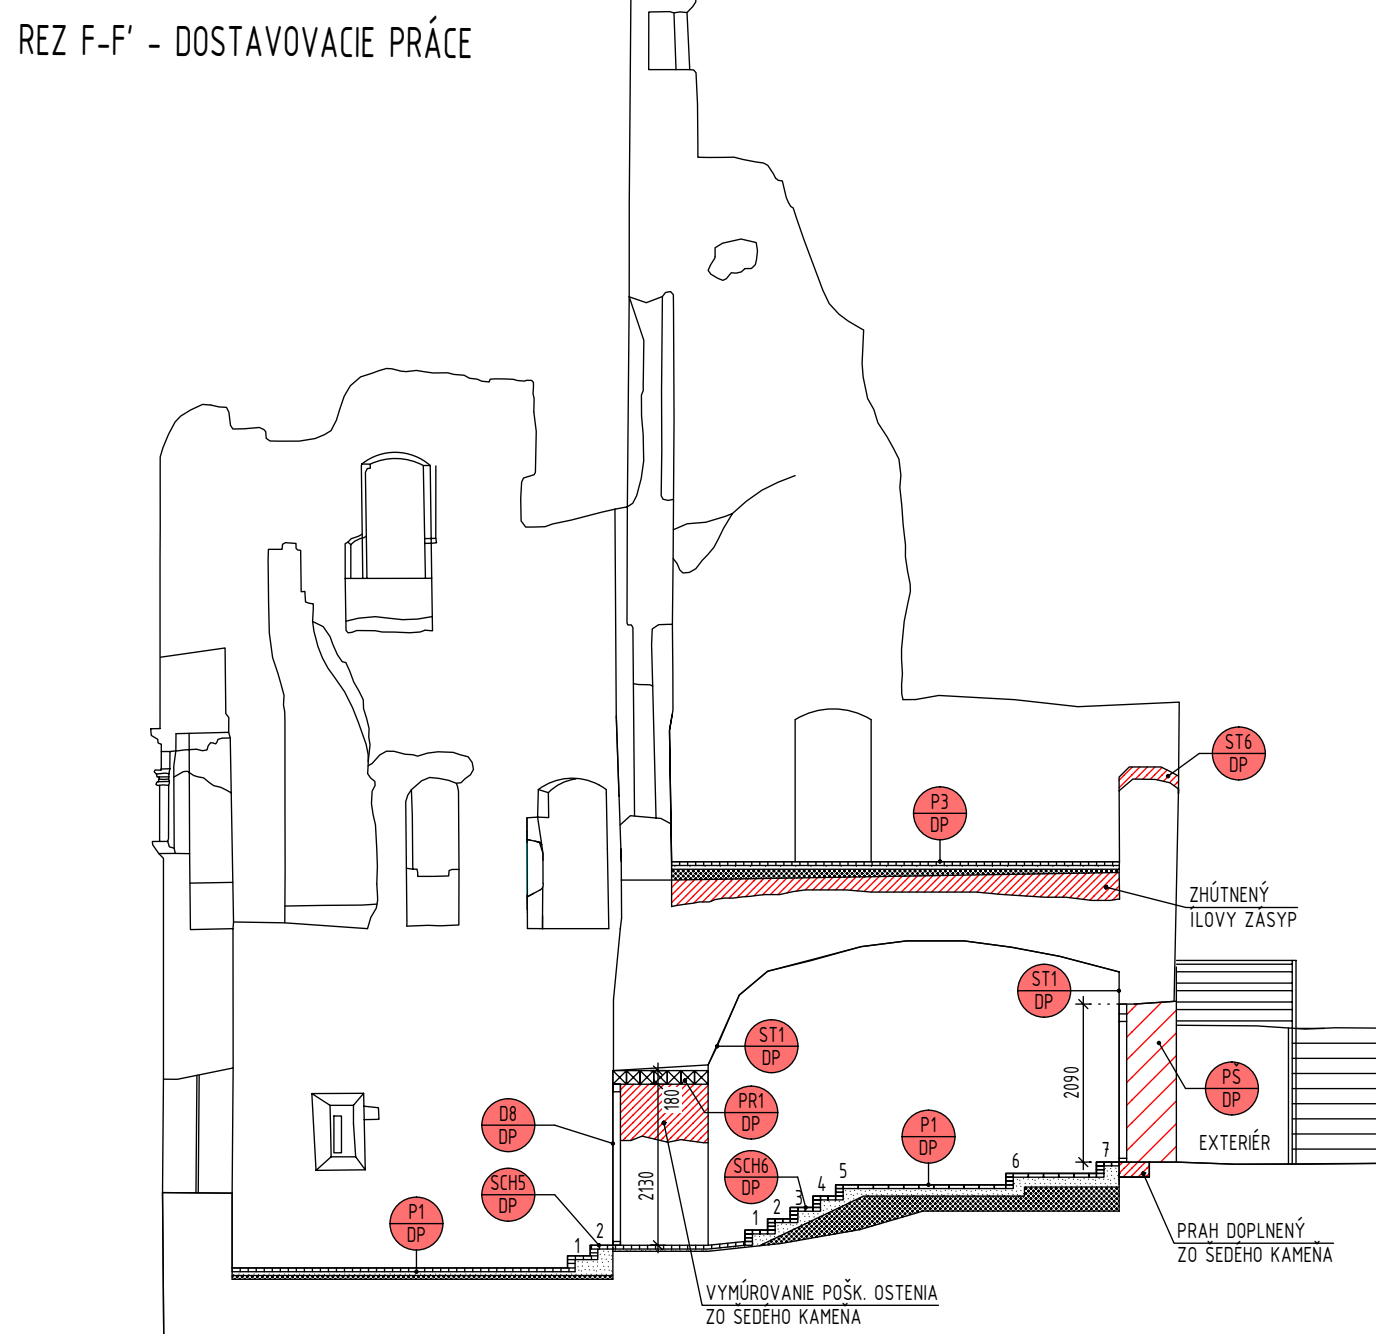 REZ F-F' - DOSTAVOVACIE PRÁCE
ST6
DP
P3
DP
ZHÚTNENÝ
ÍLOVY ZÁSYP
ST1
DP
ST1
DP
2090
PŠ
DP
180
PR1
DP
D8
DP
P1
DP
EXTERIÉR
SCH6
DP
SCH5
DP
2130
P1
DP
1
2
1
2
3
4
5
6
7
PRAH DOPLNENÝ
ZO ŠEDÉHO KAMEŇA
VYMÚROVANIE POŠK. OSTENIA
ZO ŠEDÉHO KAMEŇA